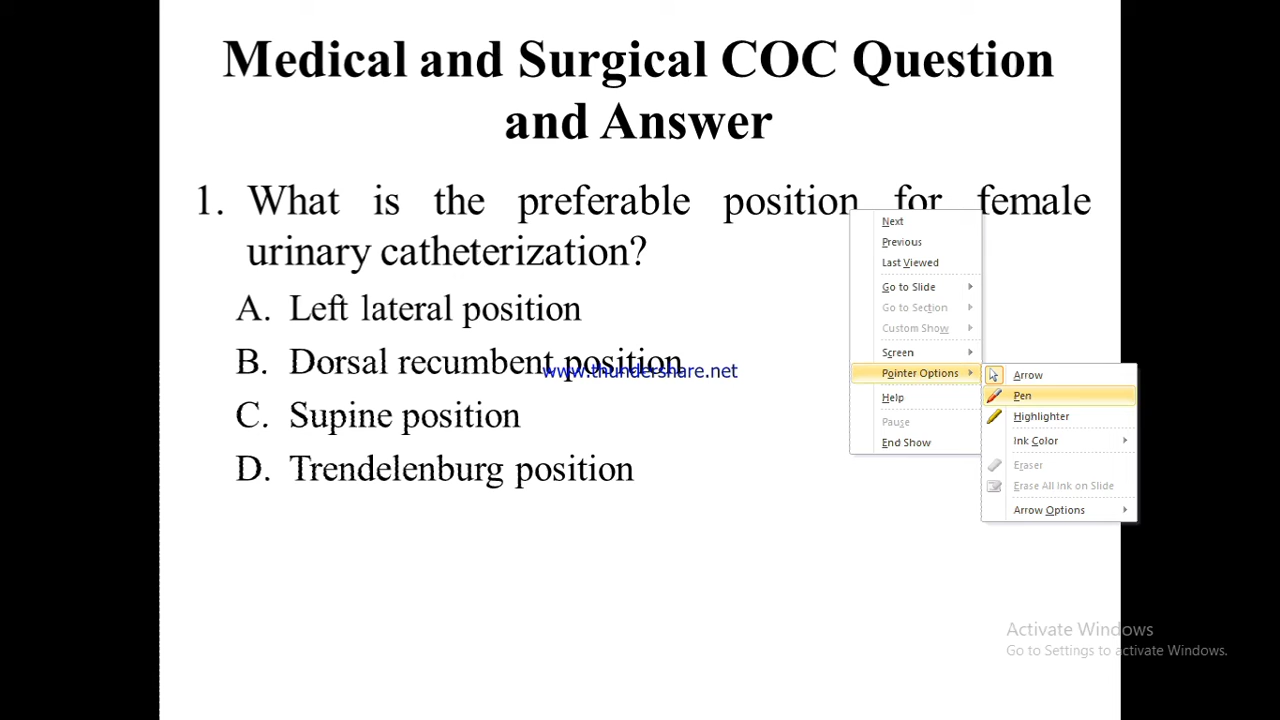 Medical and Surgical COC Question
and Answer
1. What is the preferable position for female
urinary catheterization?
A. Left lateral position
B. Dorsal recumbent position
www.thundershare.net
C. Supine position
D. Trendelenburg position
Next
Previous
Last Viewed
Go to Slide
Go to Section
Custom Show
Screen
Pointer Options
Help
Pause
End Show
Arrow
Pen
Highlighter
Ink Color
Eraser
Erase All Ink on Slide
Arrow Options
Activate Windows
Go to Settings to activate Windows.